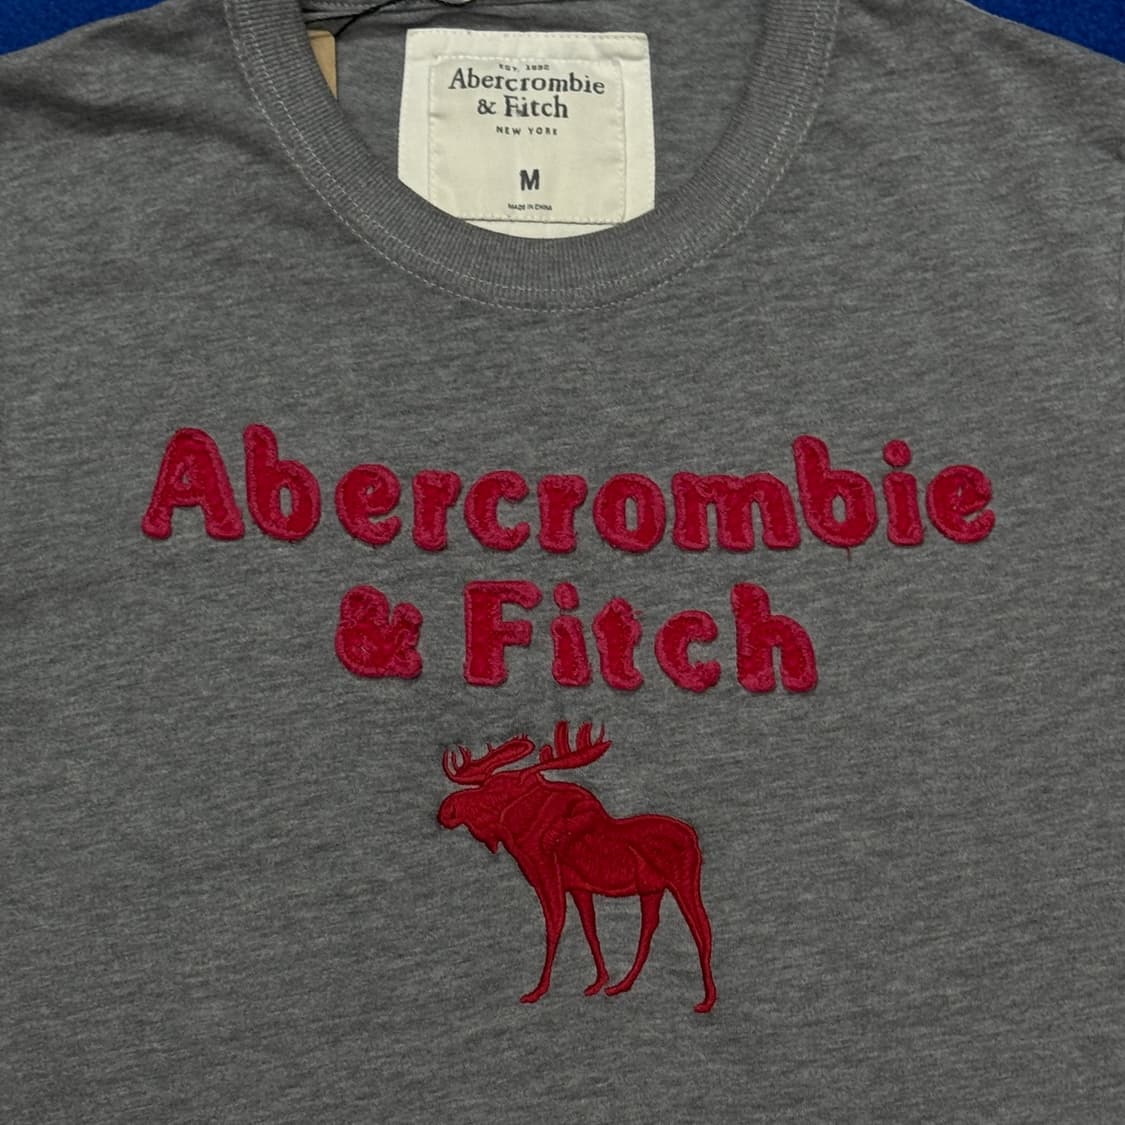 EST. 1892
Abercrombie
& Fitch
NEW YORK
M
MADE IN CHINA
Abercrombie
& Fitch